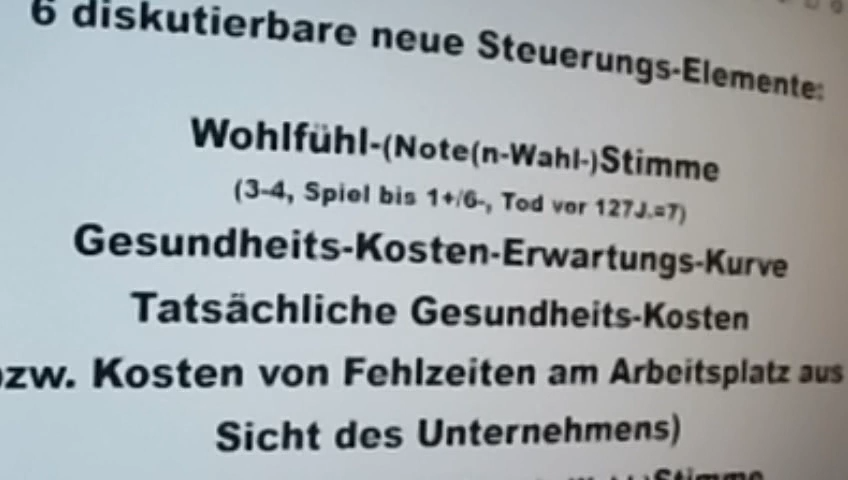 6 diskutierbare neue Steuerungs-Elemente:
Wohlfühl-(Note(n-Wahl-)Stimme
(3-4, Spiel bis 1+/6-, Tod vor 127J.=7)
Gesundheits-Kosten-Erwartungs-Kurve
Tatsächliche Gesundheits-Kosten
bzw. Kosten von Fehlzeiten am Arbeitsplatz aus
Sicht des Unternehmens)